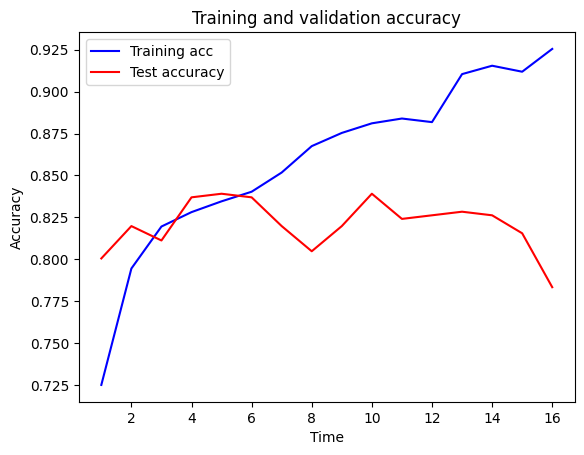 Training and validation accuracy
Training acc
Test accuracy
0.925
0.900
0.875
0.850
0.825
0.800
0.775
0.750
0.725
Accuracy
2 4 6 8 10 12 14 16
Time